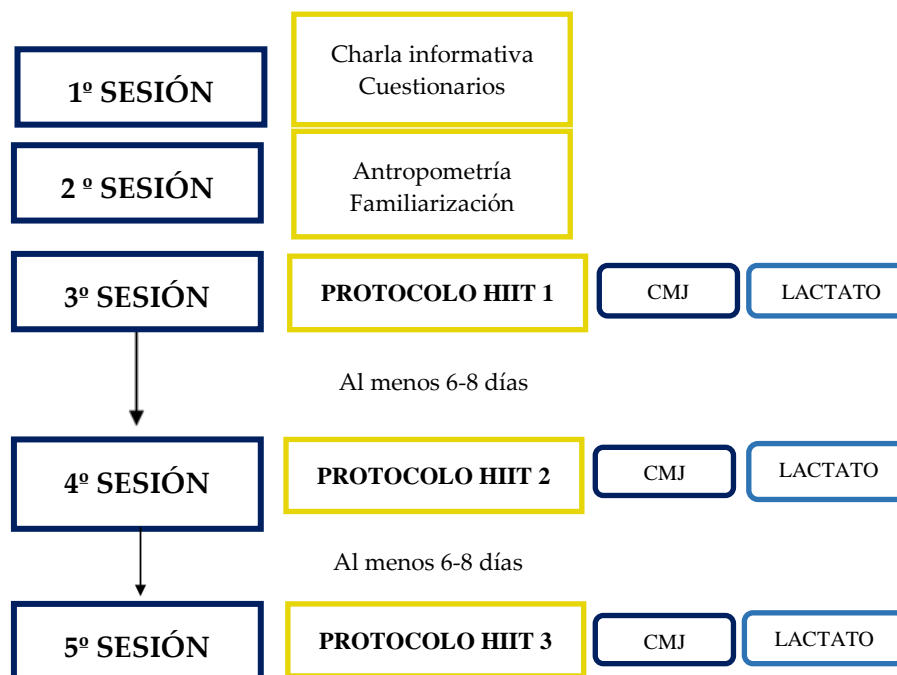 1º SESIÓN
Charla informativa
Cuestionarios
2 º SESIÓN
Antropometría
Familiarización
3º SESIÓN
PROTOCOLO HIIT 1
CMJ
LACTATO
Al menos 6-8 días
4º SESIÓN
PROTOCOLO HIIT 2
CMJ
LACTATO
Al menos 6-8 días
5º SESIÓN
PROTOCOLO HIIT 3
CMJ
LACTATO